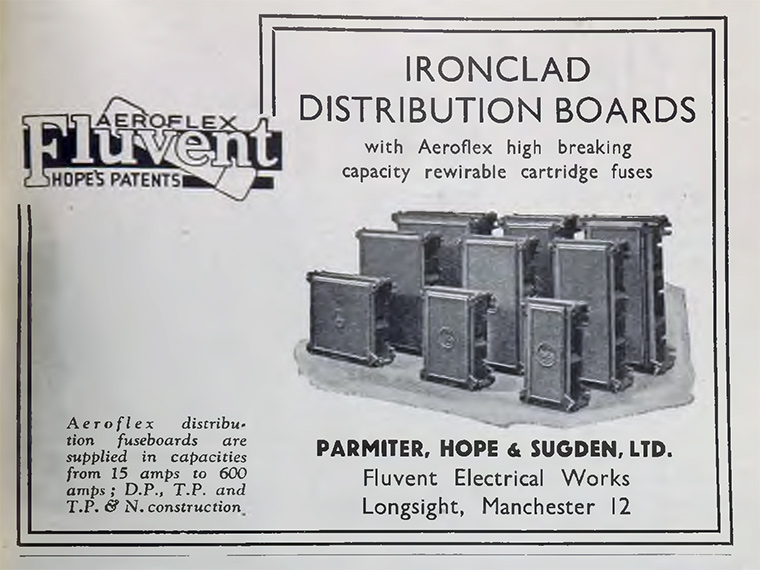 AEROFLEX
Fluvent
HOPE'S PATENTS
IRONCLAD
DISTRIBUTION BOARDS
with Aeroflex high breaking
capacity rewirable cartridge fuses
Aeroflex distribu-
tion fuseboards are
supplied in capacities
from 15 amps to 600
amps; D.P., T.P. and
T.P. & N. construction
PARMITER, HOPE & SUGDEN, LTD.
Fluvent Electrical Works
Longsight, Manchester 12